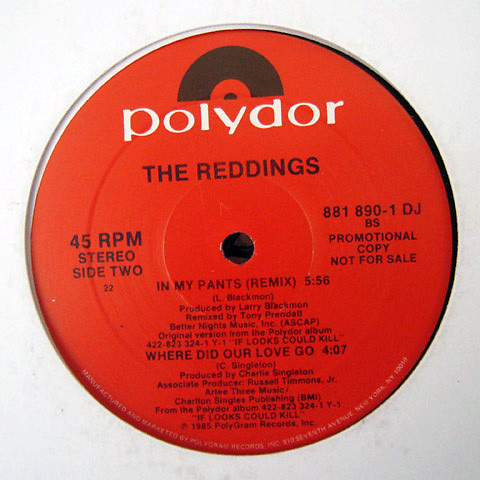 polydor
THE REDDINGS
881 890-1 DJ
BS
PROMOTIONAL
COPY
NOT FOR SALE
45 RPM
STEREO
SIDE TWO
22
IN MY PANTS (REMIX) 5:56
(L. Blackmon)
Produced by Larry Blackmon
Remixed by Tony Prendatt
Better Nights Music, Inc. (ASCAP)
Original version from the Polydor album
422-823 324-1 Y-1 "IF LOOKS COULD KILL"
WHERE DID OUR LOVE GO 4:07
(C. Singleton)
Produced by Charlie Singleton
Associate Producer: Russell Timmons, Jr.
Artee Three Music/
Charlton Singles Publishing (BMI)
From the Polydor album 422-823 324-1 Y-1
"IF LOOKS COULD KILL"
℗ 1985 PolyGram Records, Inc.
MANUFACTURED AND MARKETED BY POLYGRAM RECORDS, INC. 810 SEVENTH AVENUE, NEW YORK, NY. 10019